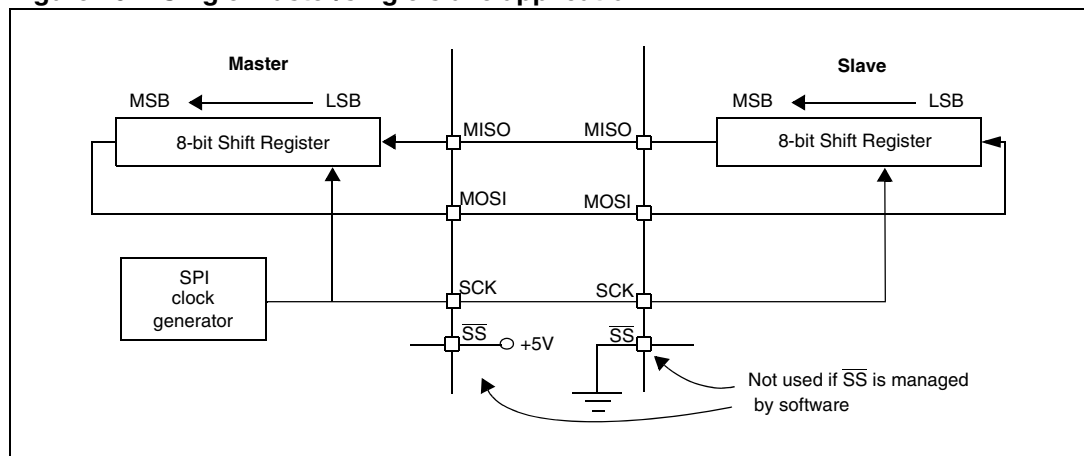 Master
Slave
MSB
LSB
MSB
LSB
8-bit Shift Register
MISO
MISO
8-bit Shift Register
MOSI
MOSI
SPI
clock
generator
SCK
SCK
SS
+5V
SS
Not used if SS is managed
by software